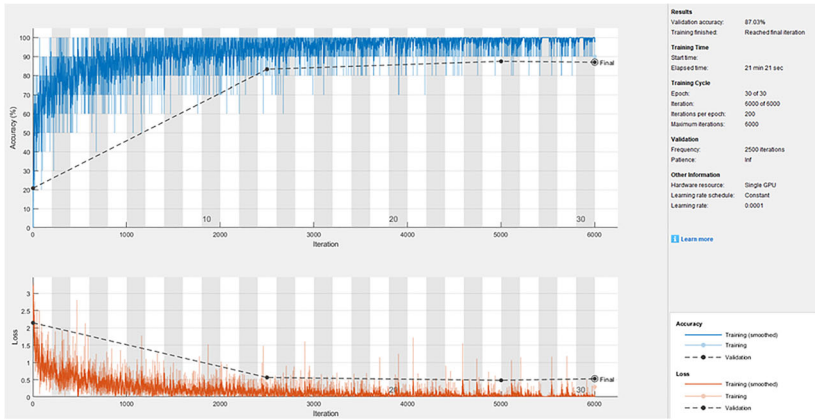 Accuracy (%)
100
90
80
70
60
50
40
30
20
10
0
Final
10
20
30
0
1000
2000
3000
4000
5000
6000
Iteration
Loss
3
2.5
2
1.5
1
0.5
0
Final
20
30
0
1000
2000
3000
4000
5000
6000
Iteration
Results
Validation accuracy: 87.03%
Training finished: Reached final iteration
Training Time
Start time:
Elapsed time: 21 min 21 sec
Training Cycle
Epoch: 30 of 30
Iteration: 6000 of 6000
Iterations per epoch: 200
Maximum iterations: 6000
Validation
Frequency: 2500 iterations
Patience: Inf
Other Information
Hardware resource: Single GPU
Learning rate schedule: Constant
Learning rate: 0.0001
i Learn more
Accuracy
Training (smoothed)
Training
Validation
Loss
Training (smoothed)
Training
Validation